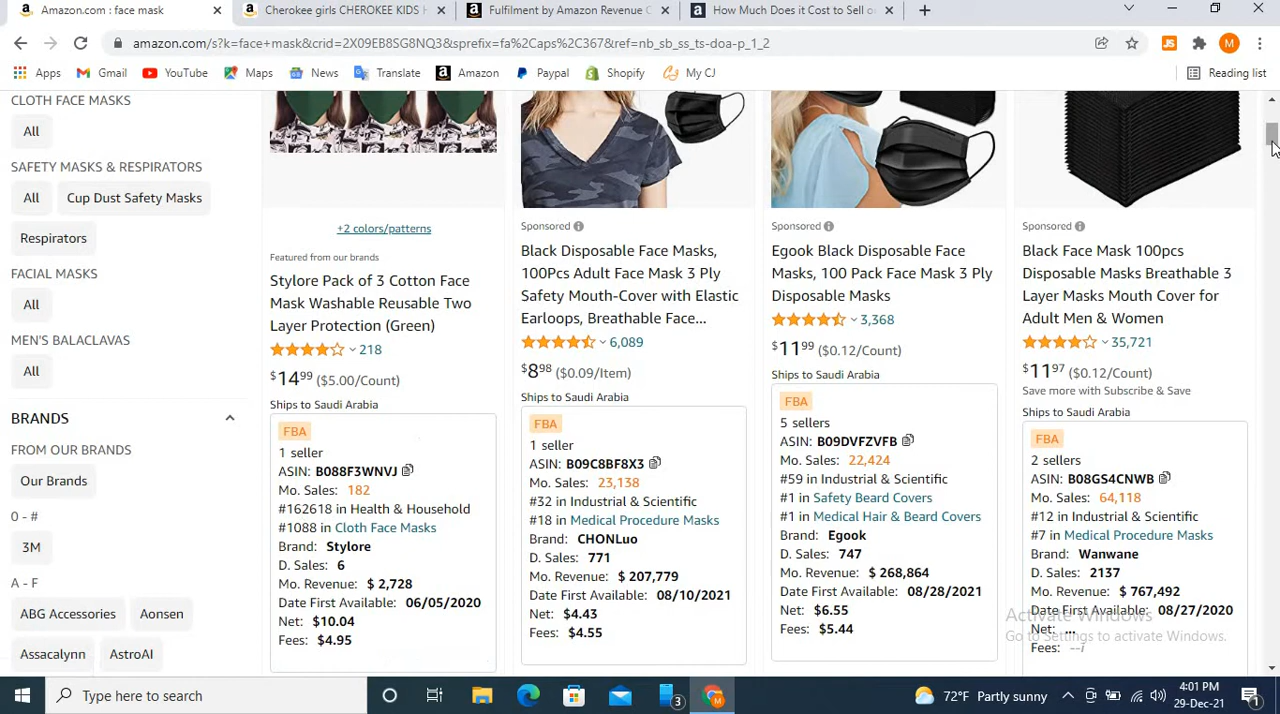 Amazon.com : face mask
Cherokee girls CHEROKEE KIDS H
Fulfilment by Amazon Revenue C
How Much Does it Cost to Sell o
amazon.com/s?k=face+mask&crid=2X09EB8SG8NQ3&sprefix=fa%2Caps%2C367&ref=nb_sb_ss_ts-doa-p_1_2
Apps
Gmail
YouTube
Maps
News
Translate
Amazon
Paypal
Shopify
My CJ
Reading list
CLOTH FACE MASKS
All
SAFETY MASKS & RESPIRATORS
All
Cup Dust Safety Masks
Respirators
FACIAL MASKS
All
MEN'S BALACLAVAS
All
BRANDS
FROM OUR BRANDS
Our Brands
0 - #
3M
A - F
ABG Accessories
Aonsen
Assacalynn
AstroAI
+2 colors/patterns
Featured from our brands
Stylore Pack of 3 Cotton Face
Mask Washable Reusable Two
Layer Protection (Green)
218
$14.99 ($5.00/Count)
Ships to Saudi Arabia
FBA
1 seller
ASIN: B088F3WNVJ
Mo. Sales: 182
#162618 in Health & Household
#1088 in Cloth Face Masks
Brand: Stylore
D. Sales: 6
Mo. Revenue: $ 2,728
Date First Available: 06/05/2020
Net: $10.04
Fees: $4.95
Sponsored
Black Disposable Face Masks,
100Pcs Adult Face Mask 3 Ply
Safety Mouth-Cover with Elastic
Earloops, Breathable Face...
6,089
$8.98 ($0.09/Item)
Ships to Saudi Arabia
FBA
1 seller
ASIN: B09C8BF8X3
Mo. Sales: 23,138
#32 in Industrial & Scientific
#18 in Medical Procedure Masks
Brand: CHONLuo
D. Sales: 771
Mo. Revenue: $ 207,779
Date First Available: 08/10/2021
Net: $4.43
Fees: $4.55
Sponsored
Egook Black Disposable Face
Masks, 100 Pack Face Mask 3 Ply
Disposable Masks
3,368
$11.99 ($0.12/Count)
Ships to Saudi Arabia
FBA
5 sellers
ASIN: B09DVFZVFB
Mo. Sales: 22,424
#59 in Industrial & Scientific
#1 in Safety Beard Covers
#1 in Medical Hair & Beard Covers
Brand: Egook
D. Sales: 747
Mo. Revenue: $ 268,864
Date First Available: 08/28/2021
Net: $6.55
Fees: $5.44
Sponsored
Black Face Mask 100pcs
Disposable Masks Breathable 3
Layer Masks Mouth Cover for
Adult Men & Women
35,721
$11.97 ($0.12/Count)
Save more with Subscribe & Save
Ships to Saudi Arabia
FBA
2 sellers
ASIN: B08GS4CNWB
Mo. Sales: 64,118
#12 in Industrial & Scientific
#7 in Medical Procedure Masks
Brand: Wanwane
D. Sales: 2137
Mo. Revenue: $ 767,492
Date First Available: 08/27/2020
Net: ...
Fees: --
Activate Windows
Go to Settings to activate Windows.
Type here to search
3
72°F Partly sunny
4:01 PM
29-Dec-21
1